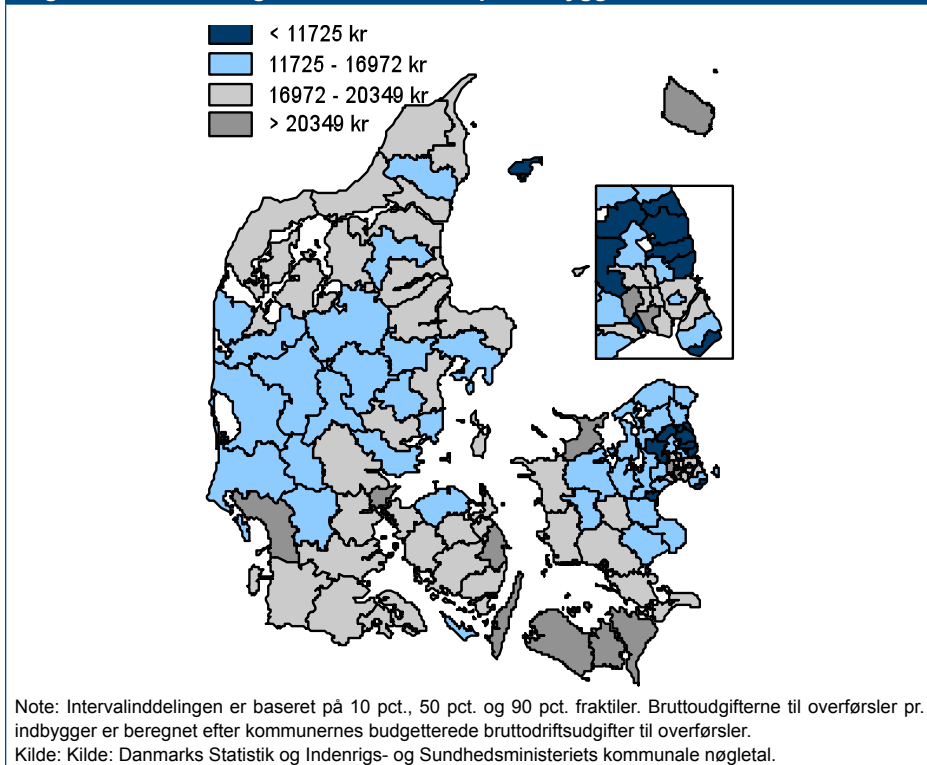 < 11725 kr
11725 - 16972 kr
16972 - 20349 kr
> 20349 kr
Note: Intervalinddelingen er baseret på 10 pct., 50 pct. og 90 pct. fraktiler. Bruttoudgifterne til overførsler pr.
indbygger er beregnet efter kommunernes budgetterede bruttodriftsudgifter til overførsler.
Kilde: Kilde: Danmarks Statistik og Indenrigs- og Sundhedsministeriets kommunale nøgletal.